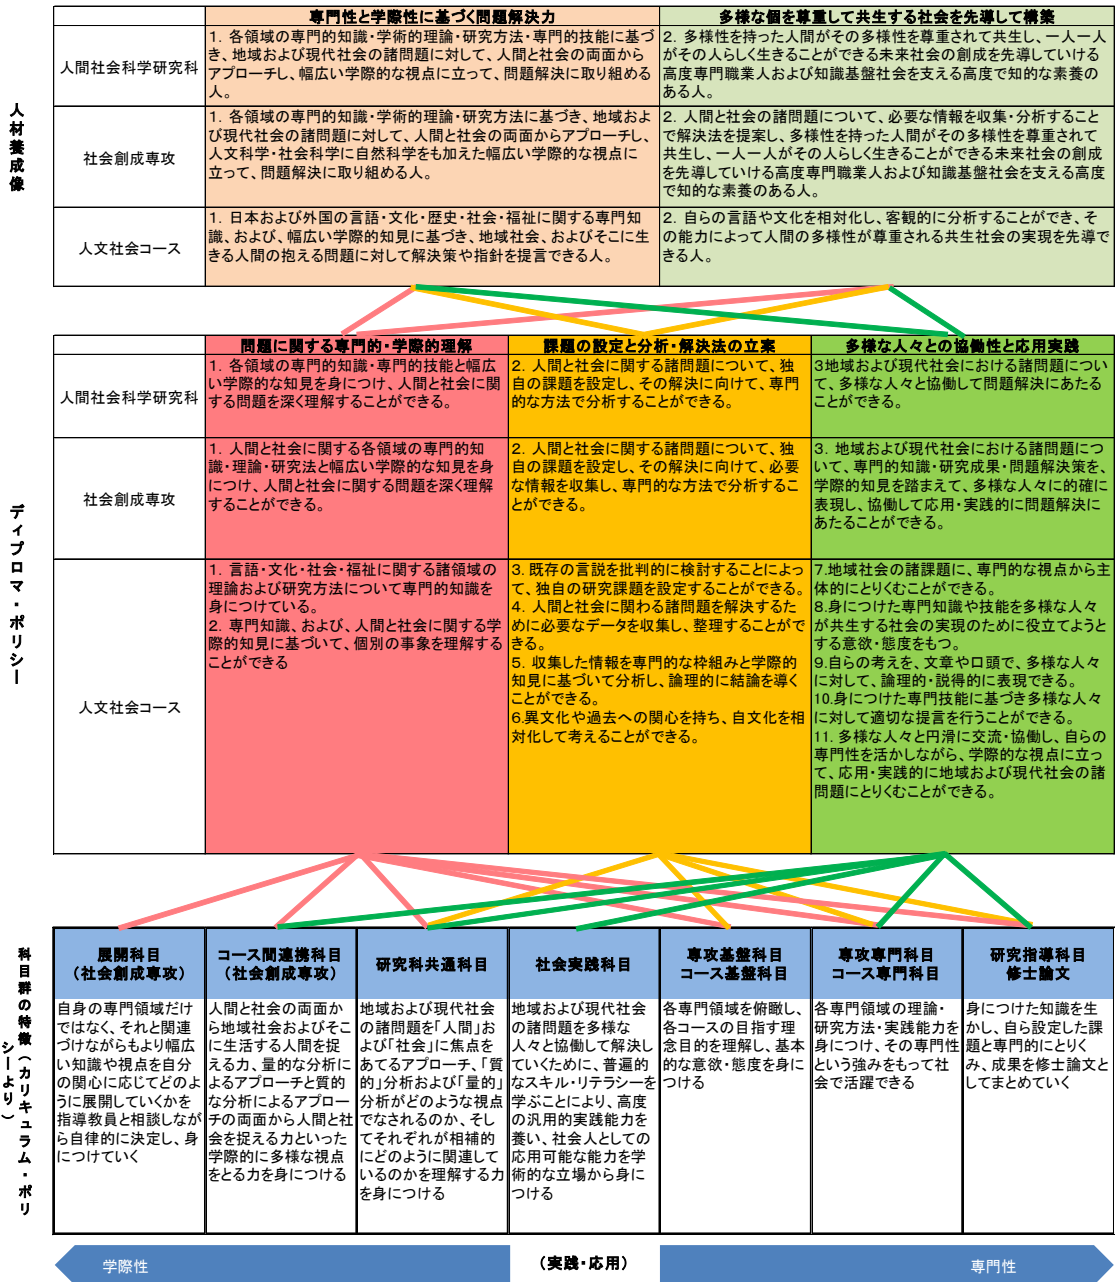 専門性と学際性に基づく問題解決力
多様な個を尊重して共生する社会を先導して構築
人材養成像
人間社会科学研究科
1. 各領域の専門的知識・学術的理論・研究方法・専門的技能に基づ
き、地域および現代社会の諸問題に対して、人間と社会の両面から
アプローチし、幅広い学際的な視点に立って、問題解決に取り組める
人。
2. 多様性を持った人間がその多様性を尊重されて共生し、一人一人
がその人らしく生きることができる未来社会の創成を先導していける
高度専門職業人および知識基盤社会を支える高度で知的な素養の
ある人。
社会創成専攻
1. 各領域の専門的知識・学術的理論・研究方法に基づき、地域およ
び現代社会の諸問題に対して、人間と社会の両面からアプローチし、
人文科学・社会科学に自然科学をも加えた幅広い学際的な視点に
立って、問題解決に取り組める人。
2. 人間と社会の諸問題について、必要な情報を収集・分析すること
で解決法を提案し、多様性を持った人間がその多様性を尊重されて
共生し、一人一人がその人らしく生きることができる未来社会の創成
を先導していける高度専門職業人および知識基盤社会を支える高度
で知的な素養のある人。
人文社会コース
1. 日本および外国の言語・文化・歴史・社会・福祉に関する専門知
識、および、幅広い学際的知見に基づき、地域社会、およびそこに生
きる人間の抱える問題に対して解決策や指針を提言できる人。
2. 自らの言語や文化を相対化し、客観的に分析することができ、そ
の能力によって人間の多様性が尊重される共生社会の実現を先導で
きる人。
問題に関する専門的・学際的理解
課題の設定と分析・解決法の立案
多様な人々との協働性と応用実践
ディプロマ・ポリシー
人間社会科学研究科
1. 各領域の専門的知識・専門的技能と幅広
い学際的な知見を身につけ、人間と社会に関
する問題を深く理解することができる。
2. 人間と社会に関する諸問題について、独
自の課題を設定し、その解決に向けて、専門
的な方法で分析することができる。
3地域および現代社会における諸問題につい
て、多様な人々と協働して問題解決にあたる
ことができる。
社会創成専攻
1. 人間と社会に関する各領域の専門的知
識・理論・研究法と幅広い学際的な知見を身
につけ、人間と社会に関する問題を深く理解
することができる。
2. 人間と社会に関する諸問題について、独
自の課題を設定し、その解決に向けて、必要
な情報を収集し、専門的な方法で分析するこ
とができる。
3. 地域および現代社会における諸問題につ
いて、専門的知識・研究成果・問題解決策を、
学際的知見を踏まえて、多様な人々に的確に
表現し、協働して応用・実践的に問題解決に
あたることができる。
人文社会コース
1. 言語・文化・社会・福祉に関する諸領域の
理論および研究方法について専門的知識を
身につけている。
2. 専門知識、および、人間と社会に関する学
際的知見に基づいて、個別の事象を理解する
ことができる
3. 既存の言説を批判的に検討することによっ
て、独自の研究課題を設定することができる。
4. 人間と社会に関わる諸問題を解決するた
めに必要なデータを収集し、整理することがで
きる。
5. 収集した情報を専門的な枠組みと学際的
知見に基づいて分析し、論理的に結論を導く
ことができる。
6.異文化や過去への関心を持ち、自文化を相
対化して考えることができる。
7.地域社会の諸課題に、専門的な視点から主
体的にとりくむことができる。
8.身につけた専門知識や技能を多様な人々
が共生する社会の実現のために役立てようと
する意欲・態度をもつ。
9.自らの考えを、文章や口頭で、多様な人々
に対して、論理的・説得的に表現できる。
10.身につけた専門技能に基づき多様な人々
に対して適切な提言を行うことができる。
11. 多様な人々と円滑に交流・協働し、自らの
専門性を活かしながら、学際的な視点に立っ
て、応用・実践的に地域および現代社会の諸
問題にとりくむことができる。
科目群の特徴（カリキュラム・ポリ
シーより）
展開科目
（社会創成専攻）
コース間連携科目
（社会創成専攻）
研究科共通科目
社会実践科目
専攻基盤科目
コース基盤科目
専攻専門科目
コース専門科目
研究指導科目
修士論文
自身の専門領域だけ
ではなく、それと関連
づけながらもより幅広
い知識や視点を自分
の関心に応じてどのよ
うに展開していくかを
指導教員と相談しなが
ら自律的に決定し、身
につけていく
人間と社会の両面か
ら地域社会およびそこ
に生活する人間を捉
える力、量的な分析に
よるアプローチと質的
な分析によるアプロー
チの両面から人間と社
会を捉える力といった
学際的に多様な視点
をとる力を身につける
地域および現代社会
の諸問題を「人間」お
よび「社会」に焦点を
あてるアプローチ、「質
的」分析および「量的」
分析がどのような視点
でなされるのか、そし
てそれぞれが相補的
にどのように関連して
いるのかを理解する力
を身につける
地域および現代社会
の諸問題を多様な
人々と協働して解決し
ていくために、普遍的
なスキル・リテラシーを
学ぶことにより、高度
の汎用的実践能力を
養い、社会人としての
応用可能な能力を学
術的な立場から身に
つける
各専門領域を俯瞰し、
各コースの目指す理
念目的を理解し、基本
的な意欲・態度を身に
つける
各専門領域の理論・
研究方法・実践能力を
身につけ、その専門性
という強みをもって社
会で活躍できる
身につけた知識を生
かし、自ら設定した課
題と専門的にとりく
み、成果を修士論文と
してまとめていく
学際性
（実践・応用）
専門性